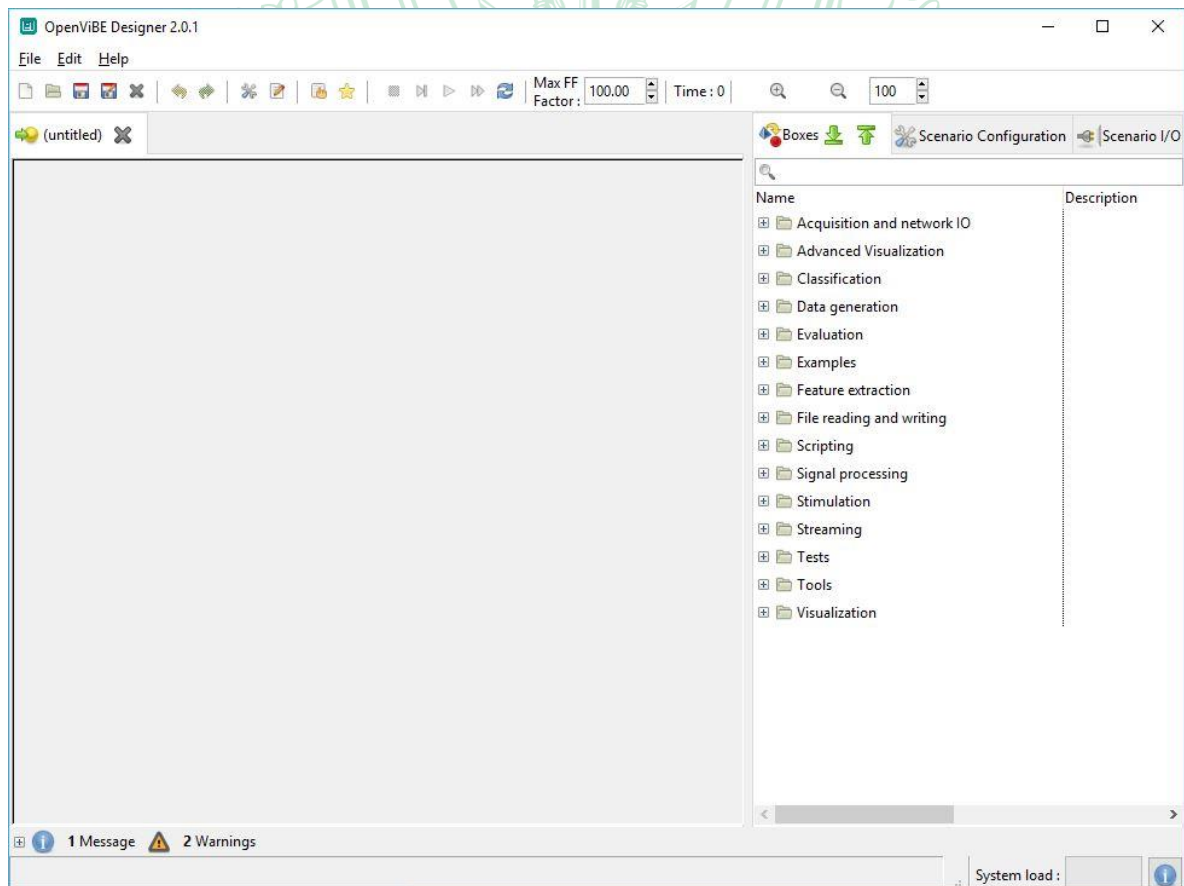 OpenViBE Designer 2.0.1
File Edit Help
Max FF Factor : 100.00 Time : 0 100
(untitled)
Boxes Scenario Configuration Scenario I/O
Name Description
Acquisition and network IO
Advanced Visualization
Classification
Data generation
Evaluation
Examples
Feature extraction
File reading and writing
Scripting
Signal processing
Stimulation
Streaming
Tests
Tools
Visualization
1 Message 2 Warnings
System load :